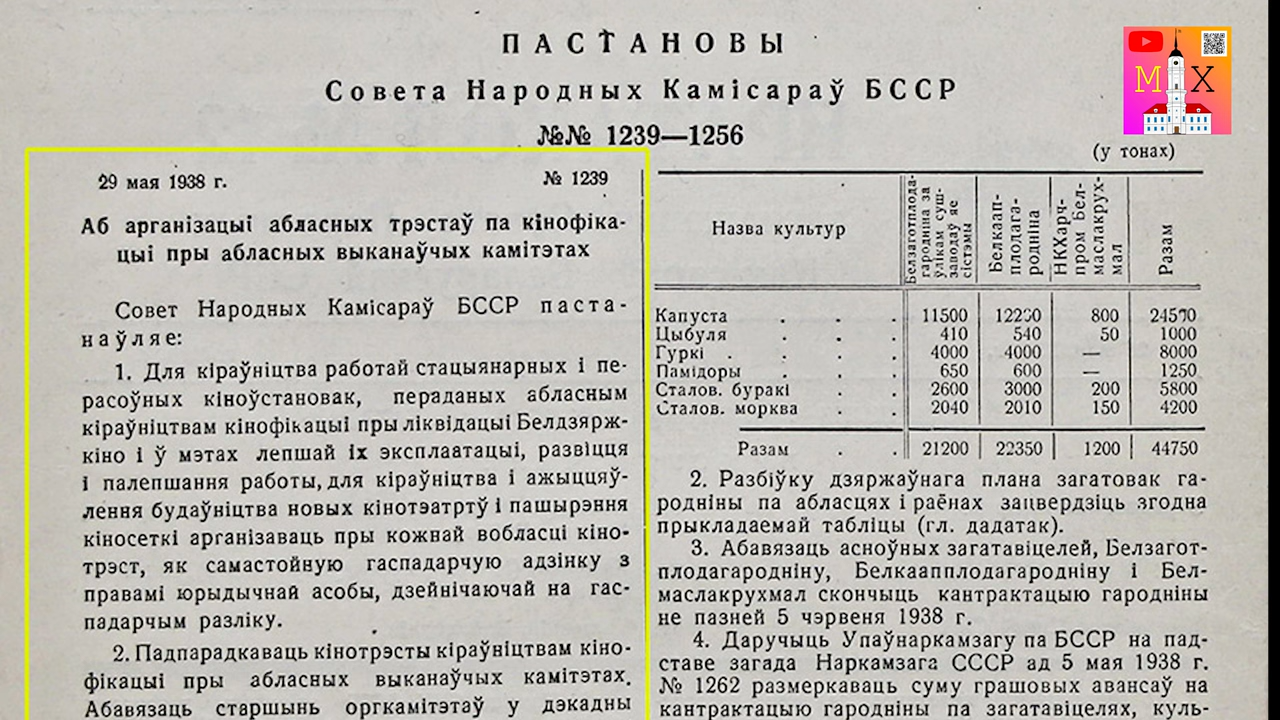 ПАСТАНОВЫ
Совета Народных Камісараў БССР
№№ 1239—1256
М Х
29 мая 1938 г. № 1239
Аб арганізацыі абласных трэстаў па кінофіка-
цыі пры абласных выканаўчых камітэтах
Совет Народных Камісараў БССР паста-
наўляе:
1. Для кіраўніцтва работай стацыянарных і пе-
расоўных кіноўстановак, пераданых абласным
кіраўніцтвам кінофікацыі пры ліквідацыі Белдзярж-
кіно і ў мэтах лепшай іх эксплаатацыі, развіцця
і палепшання работы, для кіраўніцтва і ажыццяў-
лення будаўніцтва новых кінотэатртў і пашырэння
кіносеткі арганізаваць пры кожнай вобласці кіно-
трэст, як самастойную гаспадарчую адзінку з
правамі юрыдычнай асобы, дзейнічаючай на гас-
падарчым разліку.
2. Падпарадкаваць кінотрэсты кіраўніцтвам кіно-
фікацыі пры абласных выканаўчых камітэтах.
Абавязаць старшынь оргкамітэтаў у дэкадны
(у тонах)
Назва культур
Белзаготплода-
гародніна за
ўлікам суш-
заводаў яе
сістэмы
Белкаап-
плодага-
родніна
НКХарч-
пром Бел-
маслакрух-
мал
Разам
Капуста . . . 11500 800
Цыбуля . . . 410 540 50 1000
Гуркі . . . . 4000 4000 — 8000
Памідоры . . . 650 600 — 1250
Сталов. буракі . . 2600 3000 200 5800
Сталов. морква . . 2040 2010 150 4200
Разам . . 21200 22350 1200 44750
2. Разбіўку дзяржаўнага плана загатовак га-
родніны па абласцях і раёнах зацвердзіць згодна
прыкладаемай табліцы (гл. дадатак).
3. Абавязаць асноўных загатавіцелей, Белзагот-
плодагародніну, Белкаапплодагародніну і Бел-
маслакрухмал скончыць кантрактацыю гародніны
не пазней 5 чэрвеня 1938 г.
4. Даручыць Упаўнаркамзагу па БССР на пад-
ставе загада Наркамзага СССР ад 5 мая 1938 г.
№ 1262 размеркаваць суму грашовых авансаў на
кантрактацыю гародніны па загатавіцелях, куль-